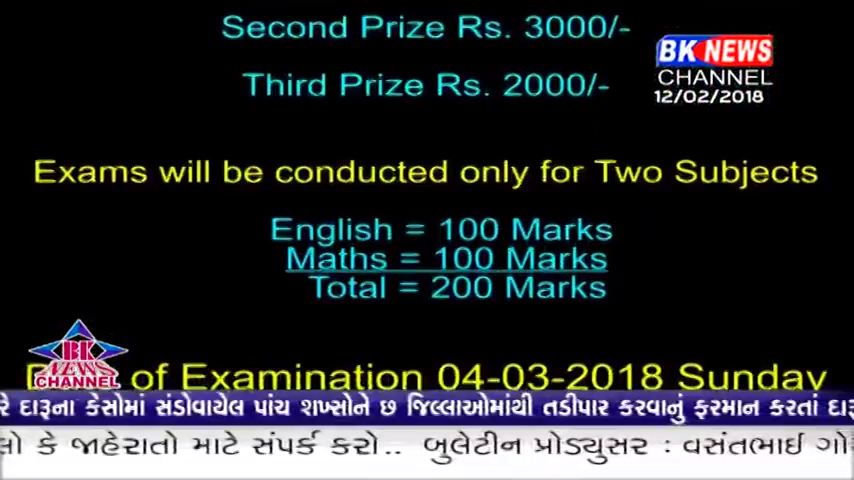 Second Prize Rs. 3000/-
Third Prize Rs. 2000/-
BK NEWS
CHANNEL
12/02/2018
Exams will be conducted only for Two Subjects
English = 100 Marks
Maths = 100 Marks
Total = 200 Marks
BK
NEWS
CHANNEL
of Examination 04-03-2018 Sunday
રે દારૂના કેસોમાં સંડોવાયેલ પાંચ શખ્સોને છ જિલ્લાઓમાંથી તડીપાર કરવાનું ફરમાન કરતાં
કે જાહેરાતો માટે સંપર્ક કરો.. બુલેટીન પ્રોડ્યુસર : વસંતભાઈ